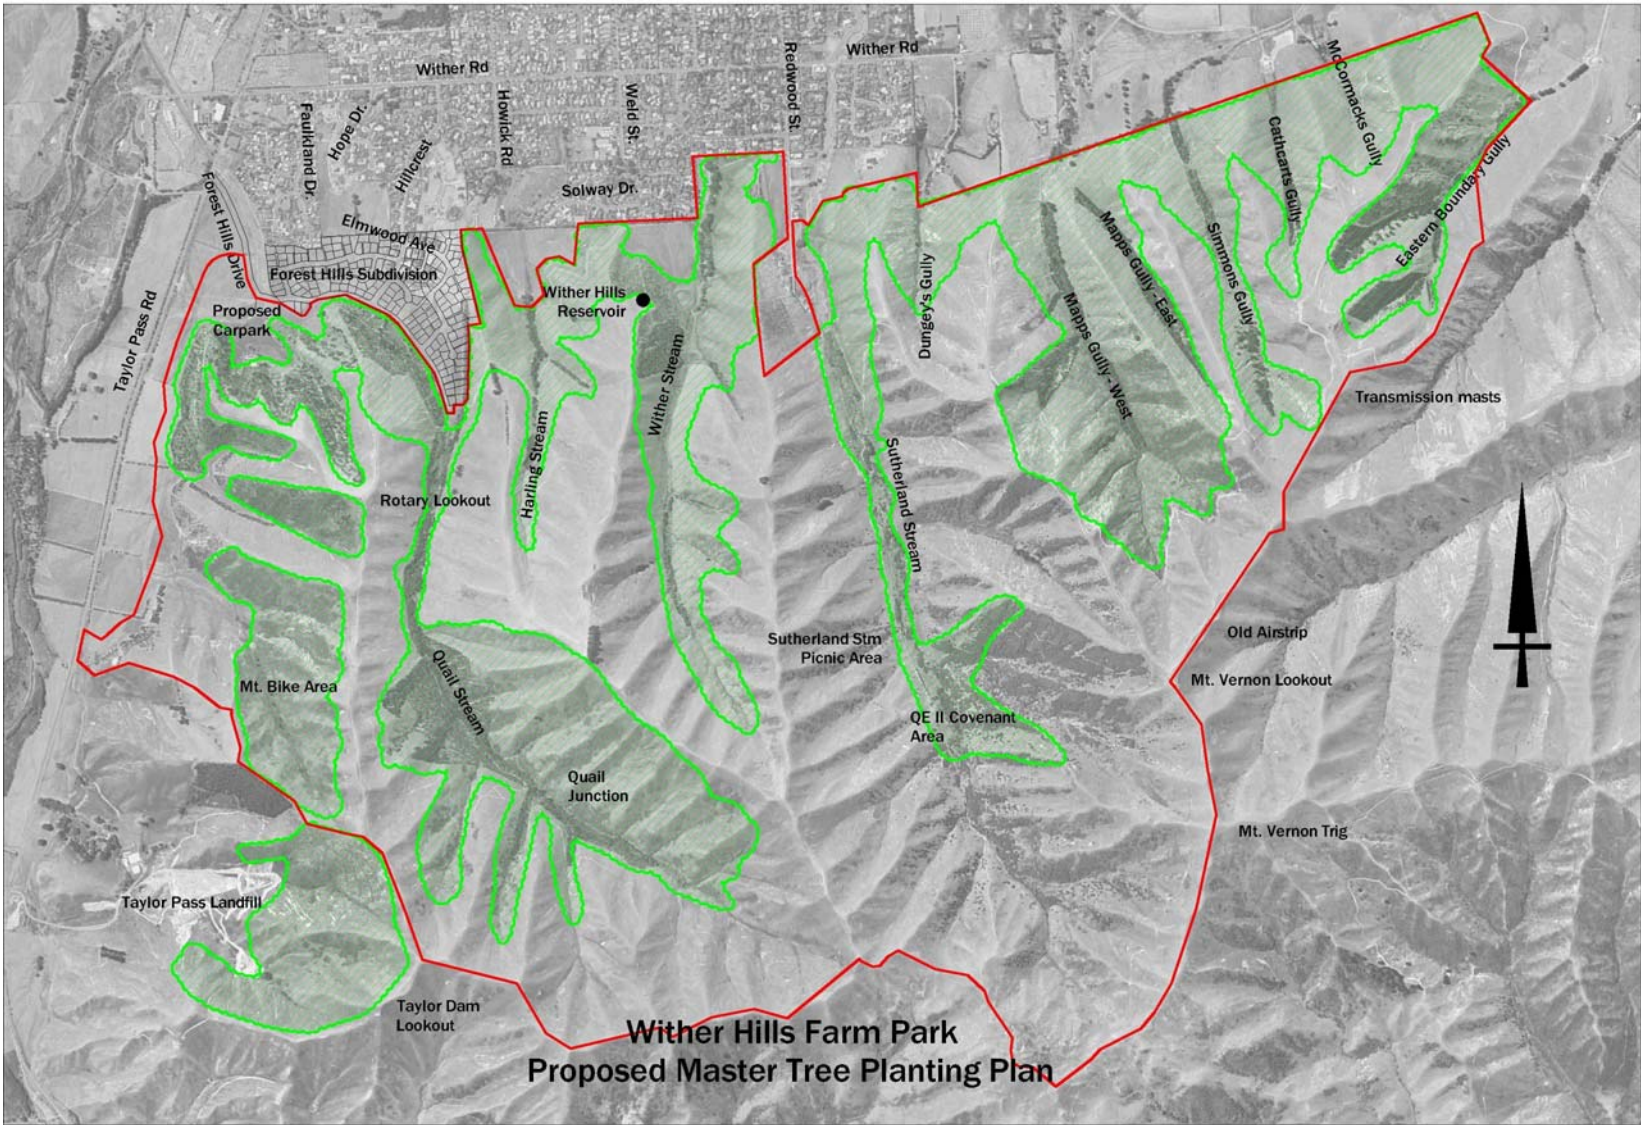 Wither Rd
Wither Rd
Redwood St.
McCormacks Gully
Faulkland Dr.
Hope Dr.
Howick Rd
Weld St.
Hillcrest
Cathcarts Gully
Solway Dr.
Forest Hills Drive
Elmwood Ave
Eastern Boundary Gully
Mapps Gully - East
Simmons Gully
Forest Hills Subdivision
Dungey's Gully
Wither Hills
Reservoir
Proposed
Carpark
Taylor Pass Rd
Mapps Gully - West
Wither Stream
Transmission masts
Harling Stream
Rotary Lookout
Sutherland Stream
Old Airstrip
Sutherland Stm
Picnic Area
Mt. Vernon Lookout
Mt. Bike Area
Quail Stream
QE II Covenant
Area
Quail
Junction
Mt. Vernon Trig
Taylor Pass Landfill
Taylor Dam
Lookout
Wither Hills Farm Park
Proposed Master Tree Planting Plan